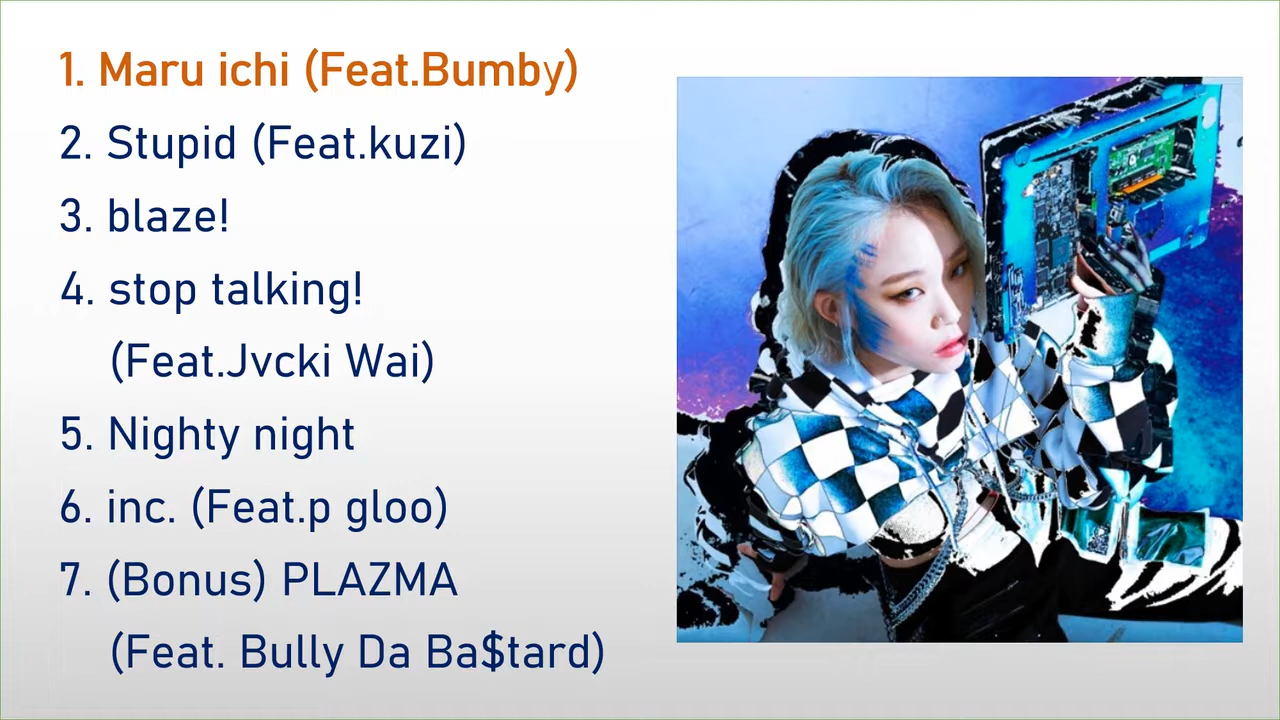 1. Maru ichi (Feat.Bumby)
2. Stupid (Feat.kuzi)
3. blaze!
4. stop talking!
(Feat.Jvcki Wai)
5. Nighty night
6. inc. (Feat.p gloo)
7. (Bonus) PLAZMA
(Feat. Bully Da Ba$tard)